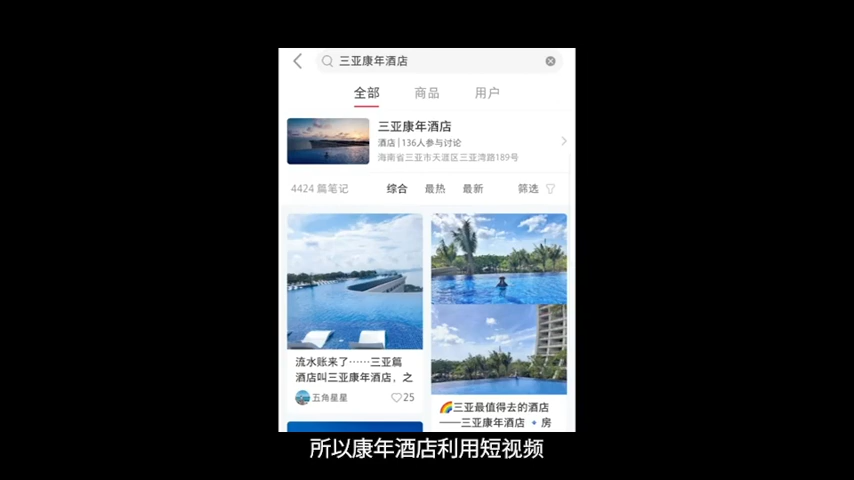 三亚康年酒店
全部 商品 用户
三亚康年酒店
酒店 | 136人参与讨论
海南省三亚市天涯区三亚湾路189号
4424 篇笔记 综合 最热 最新 筛选
流水账来了……三亚篇
酒店叫三亚康年酒店，之
五角星星 25
🌈三亚最值得去的酒店
——三亚康年酒店 🔹房
所以康年酒店利用短视频